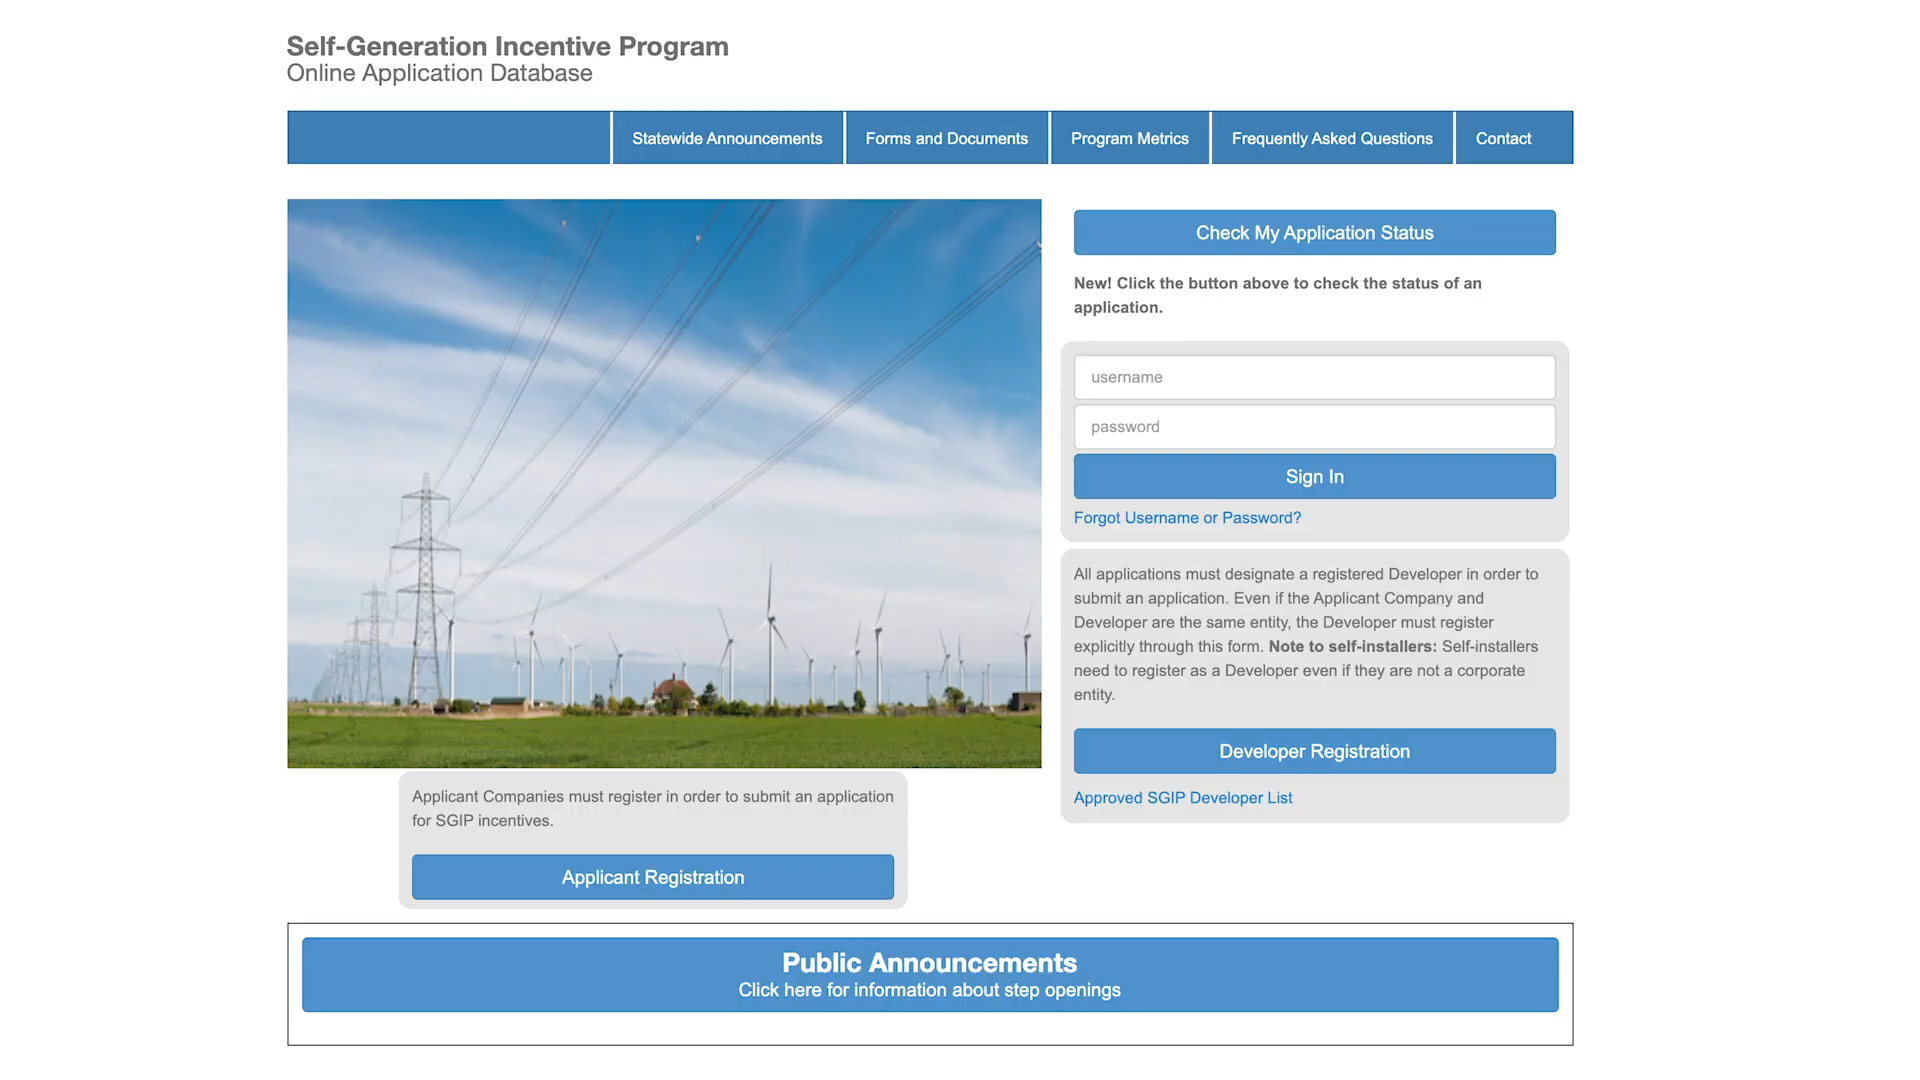 Self-Generation Incentive Program
Online Application Database
Statewide Announcements
Forms and Documents
Program Metrics
Frequently Asked Questions
Contact
Check My Application Status
New! Click the button above to check the status of an
application.
username
password
Sign In
Forgot Username or Password?
All applications must designate a registered Developer in order to
submit an application. Even if the Applicant Company and
Developer are the same entity, the Developer must register
explicitly through this form. Note to self-installers: Self-installers
need to register as a Developer even if they are not a corporate
entity.
Developer Registration
Approved SGIP Developer List
Applicant Companies must register in order to submit an application
for SGIP incentives.
Applicant Registration
Public Announcements
Click here for information about step openings